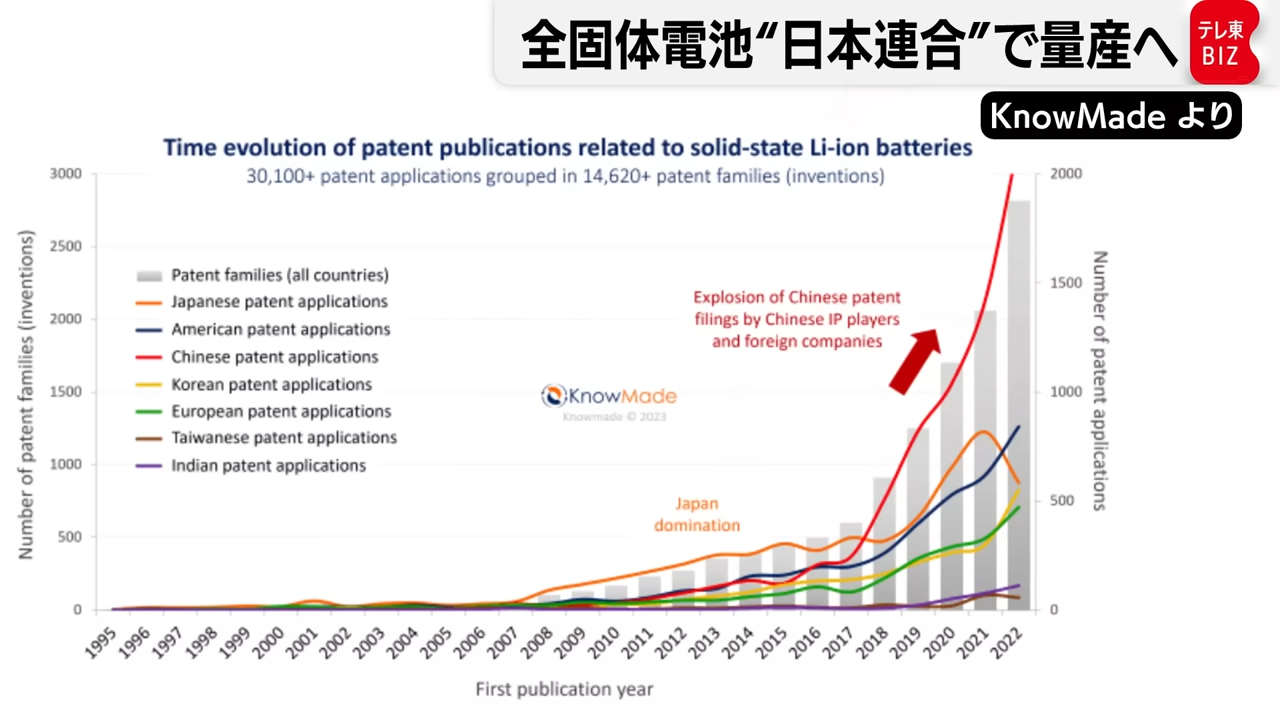 全固体電池“日本連合”で量産へ
テレ東
BIZ
KnowMade より
Time evolution of patent publications related to solid-state Li-ion batteries
30,100+ patent applications grouped in 14,620+ patent families (inventions)
Number of patent families (inventions)
3000
2500
2000
1500
1000
500
0
Patent families (all countries)
Japanese patent applications
American patent applications
Chinese patent applications
Korean patent applications
European patent applications
Taiwanese patent applications
Indian patent applications
KnowMade
Knowmade © 2023
Japan
domination
Explosion of Chinese patent
filings by Chinese IP players
and foreign companies
2000
1500
1000
500
0
Number of patent applications
1995
1996
1997
1998
1999
2000
2001
2002
2003
2004
2005
2006
2007
2008
2009
2010
2011
2012
2013
2014
2015
2016
2017
2018
2019
2020
2021
2022
First publication year